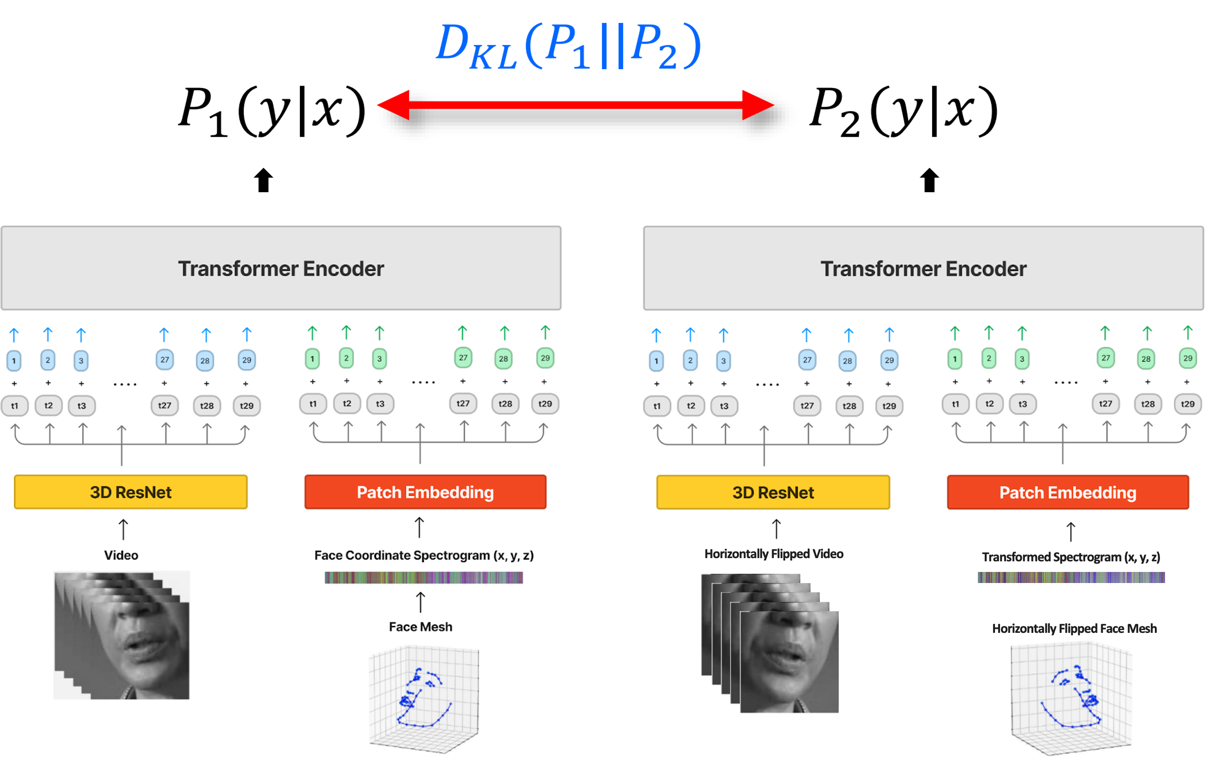 D_KL(P_1||P_2)
P_1(y|x) P_2(y|x)
Transformer Encoder Transformer Encoder
1 2 3 27 28 29 1 2 3 27 28 29 1 2 3 27 28 29 1 2 3 27 28 29
+ + + .... + + + + + + .... + + + + + + .... + + + + + + .... + + +
t1 t2 t3 t27 t28 t29 t1 t2 t3 t27 t28 t29 t1 t2 t3 t27 t28 t29 t1 t2 t3 t27 t28 t29
3D ResNet Patch Embedding 3D ResNet Patch Embedding
Video Face Coordinate Spectrogram (x, y, z) Horizontally Flipped Video Transformed Spectrogram (x, y, z)
Face Mesh Horizontally Flipped Face Mesh